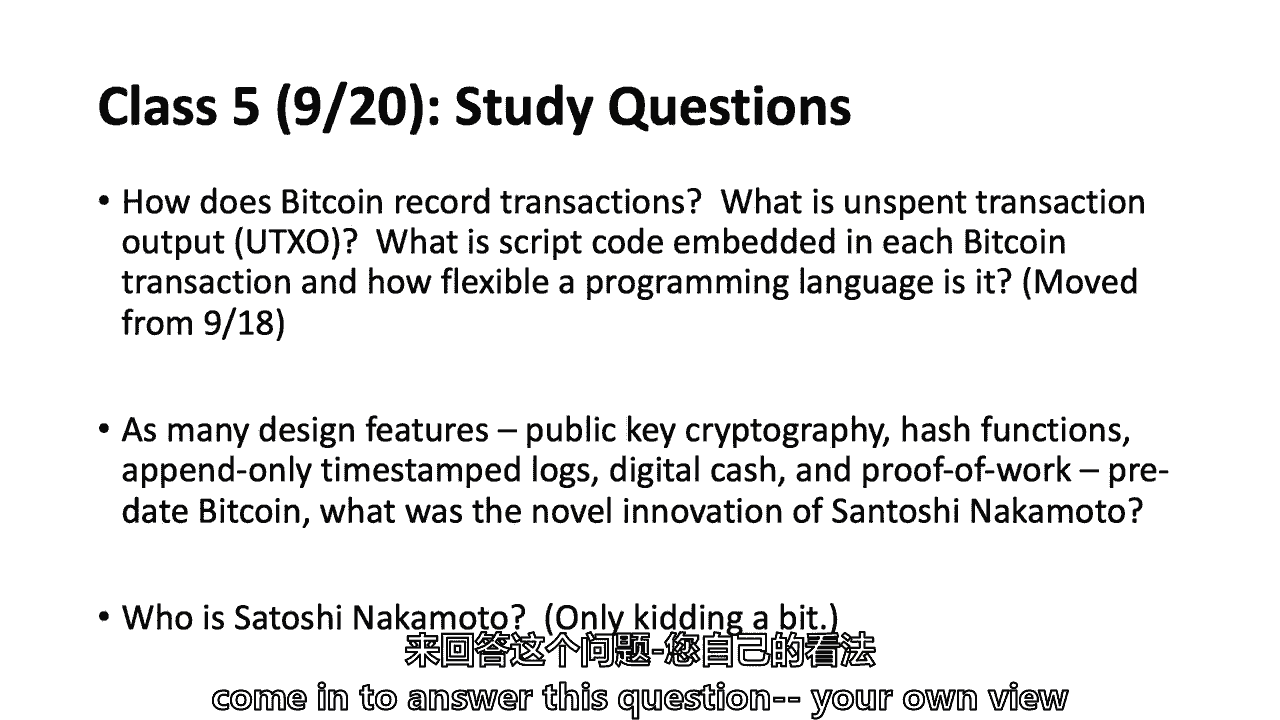 Class 5 (9/20): Study Questions
• How does Bitcoin record transactions?  What is unspent transaction
output (UTXO)?  What is script code embedded in each Bitcoin
transaction and how flexible a programming language is it? (Moved
from 9/18)
• As many design features – public key cryptography, hash functions,
append-only timestamped logs, digital cash, and proof-of-work – pre-
date Bitcoin, what was the novel innovation of Santoshi Nakamoto?
• Who is Satoshi Nakamoto?  (Only kidding a bit.)
来回答这个问题-您自己的看法
come in to answer this question-- your own view